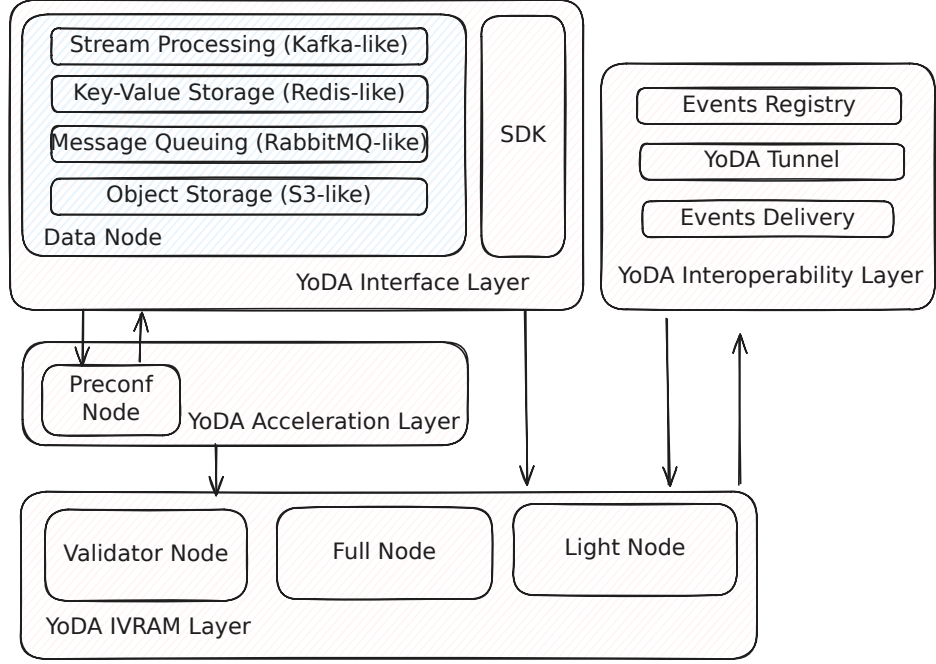 Stream Processing (Kafka-like)
Key-Value Storage (Redis-like)
Message Queuing (RabbitMQ-like)
Object Storage (S3-like)
Data Node
SDK
YoDA Interface Layer
Events Registry
YoDA Tunnel
Events Delivery
YoDA Interoperability Layer
Preconf
Node
YoDA Acceleration Layer
Validator Node
Full Node
Light Node
YoDA IVRAM Layer